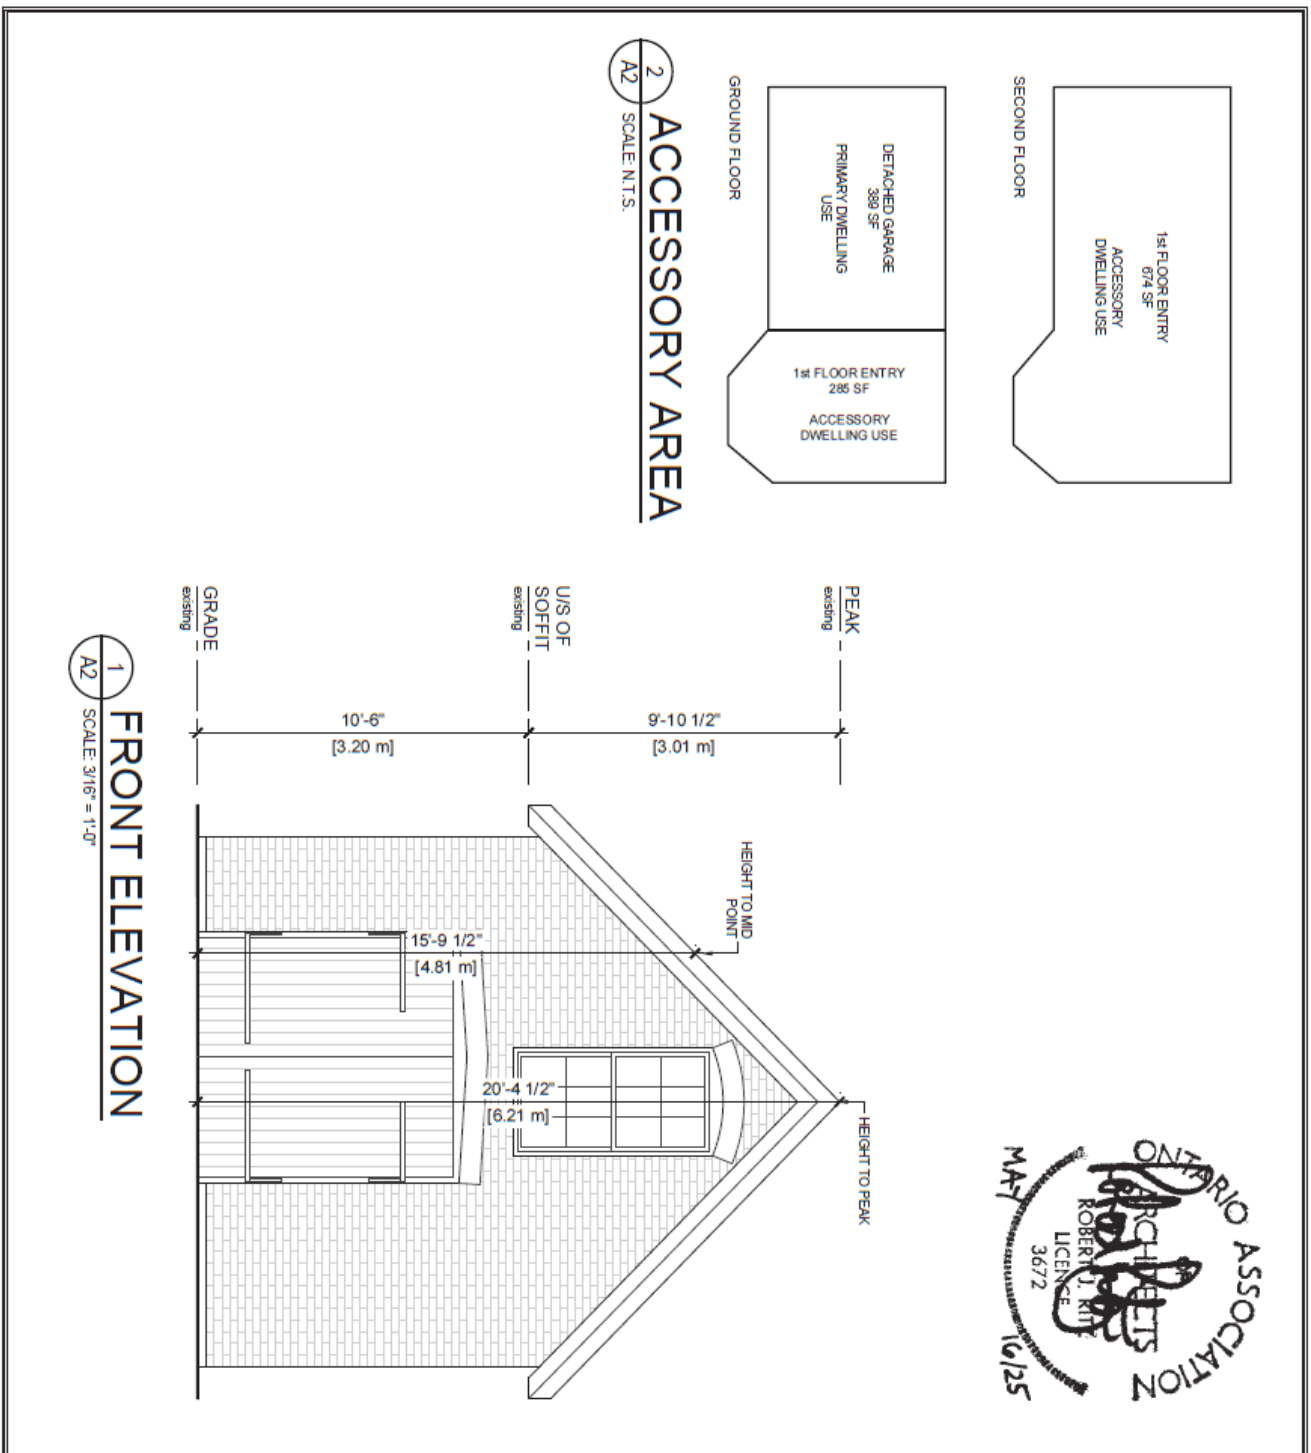 SECOND FLOOR
1st FLOOR ENTRY
674 SF
ACCESSORY
DWELLING USE
GROUND FLOOR
DETACHED GARAGE
389 SF
PRIMARY DWELLING
USE
1st FLOOR ENTRY
285 SF
ACCESSORY
DWELLING USE
2
A2
ACCESSORY AREA
SCALE: N.T.S.
PEAK
existing
U/S OF
SOFFIT
existing
GRADE
existing
9'-10 1/2"
[3.01 m]
10'-6"
[3.20 m]
HEIGHT TO MID
POINT
15'-9 1/2"
[4.81 m]
HEIGHT TO PEAK
20'-4 1/2"
[6.21 m]
1
A2
FRONT ELEVATION
SCALE: 3/16" = 1'-0"
ONTARIO ASSOCIATION
OF
ARCHITECTS
ROBERT J.
LICENCE
3672
MAY 16/25